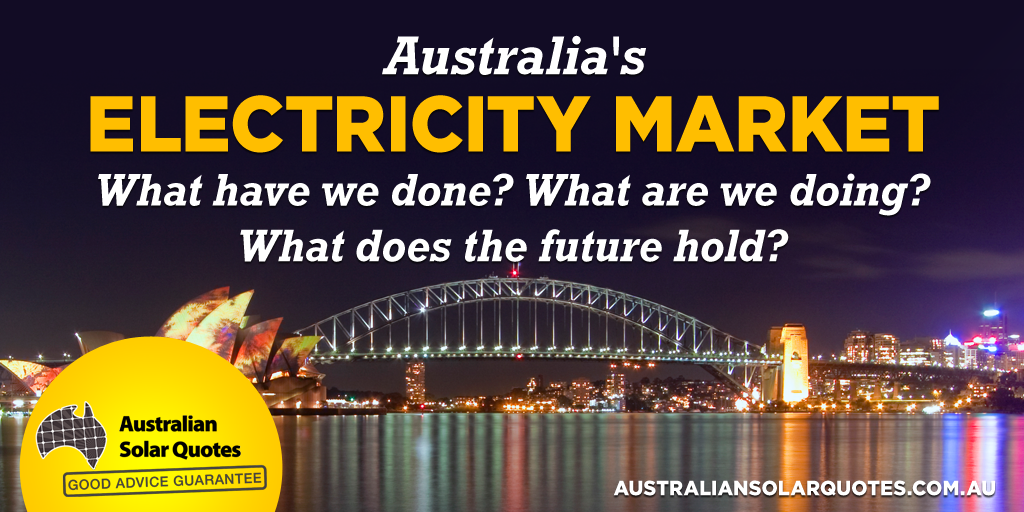 Australia's
ELECTRICITY MARKET
What have we done? What are we doing?
What does the future hold?
Australian
Solar Quotes
GOOD ADVICE GUARANTEE
AUSTRALIANSOLARQUOTES.COM.AU